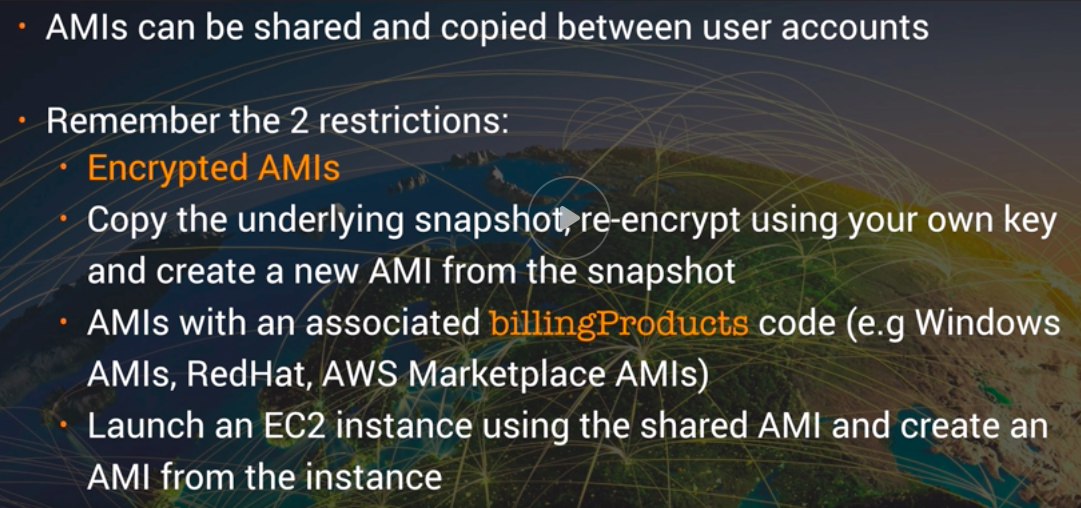 • AMIs can be shared and copied between user accounts
• Remember the 2 restrictions:
• Encrypted AMIs
• Copy the underlying snapshot, re-encrypt using your own key
and create a new AMI from the snapshot
• AMIs with an associated billingProducts code (e.g Windows
AMIs, RedHat, AWS Marketplace AMIs)
• Launch an EC2 instance using the shared AMI and create an
AMI from the instance